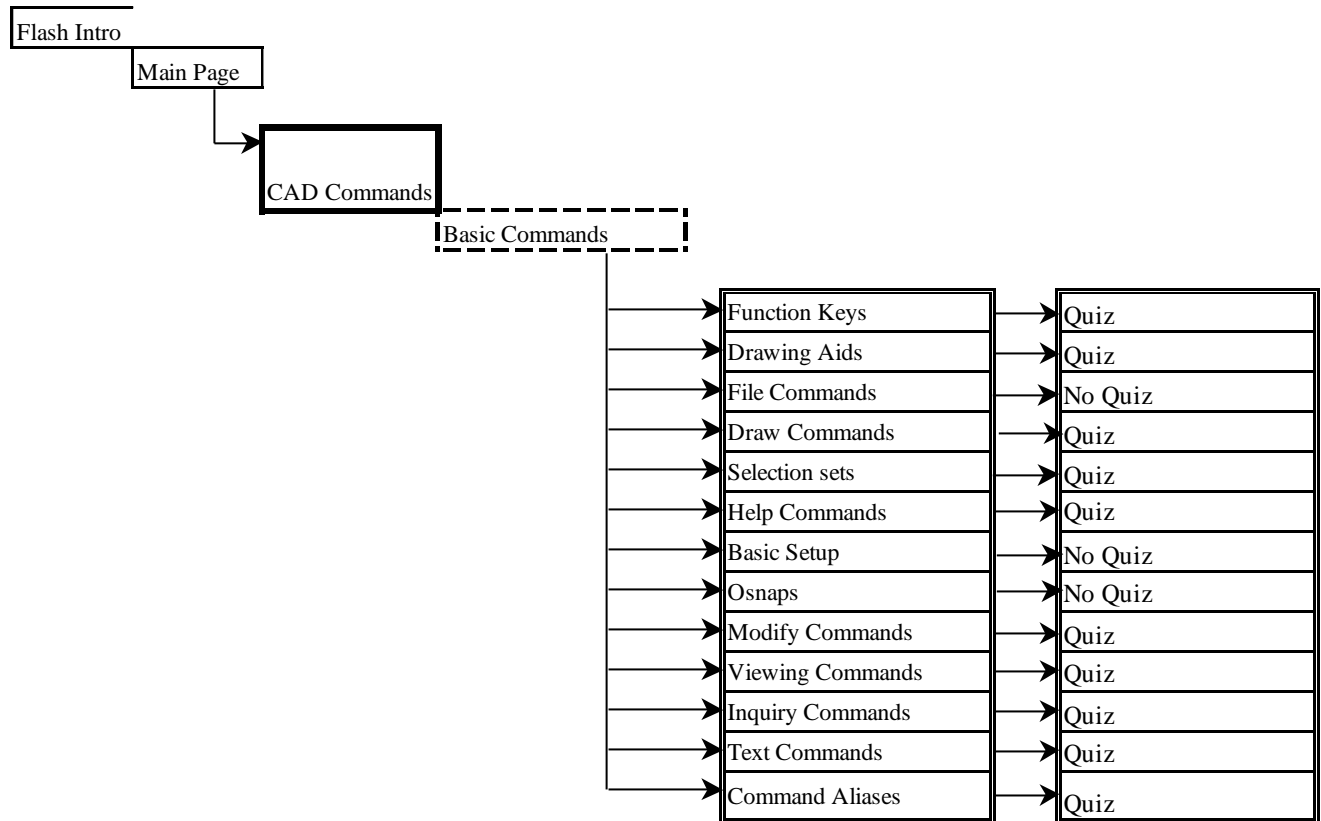 Flash Intro
Main Page
CAD Commands
Basic Commands
Function Keys Quiz
Drawing Aids Quiz
File Commands No Quiz
Draw Commands Quiz
Selection sets Quiz
Help Commands Quiz
Basic Setup No Quiz
Osnaps No Quiz
Modify Commands Quiz
Viewing Commands Quiz
Inquiry Commands Quiz
Text Commands Quiz
Command Aliases Quiz